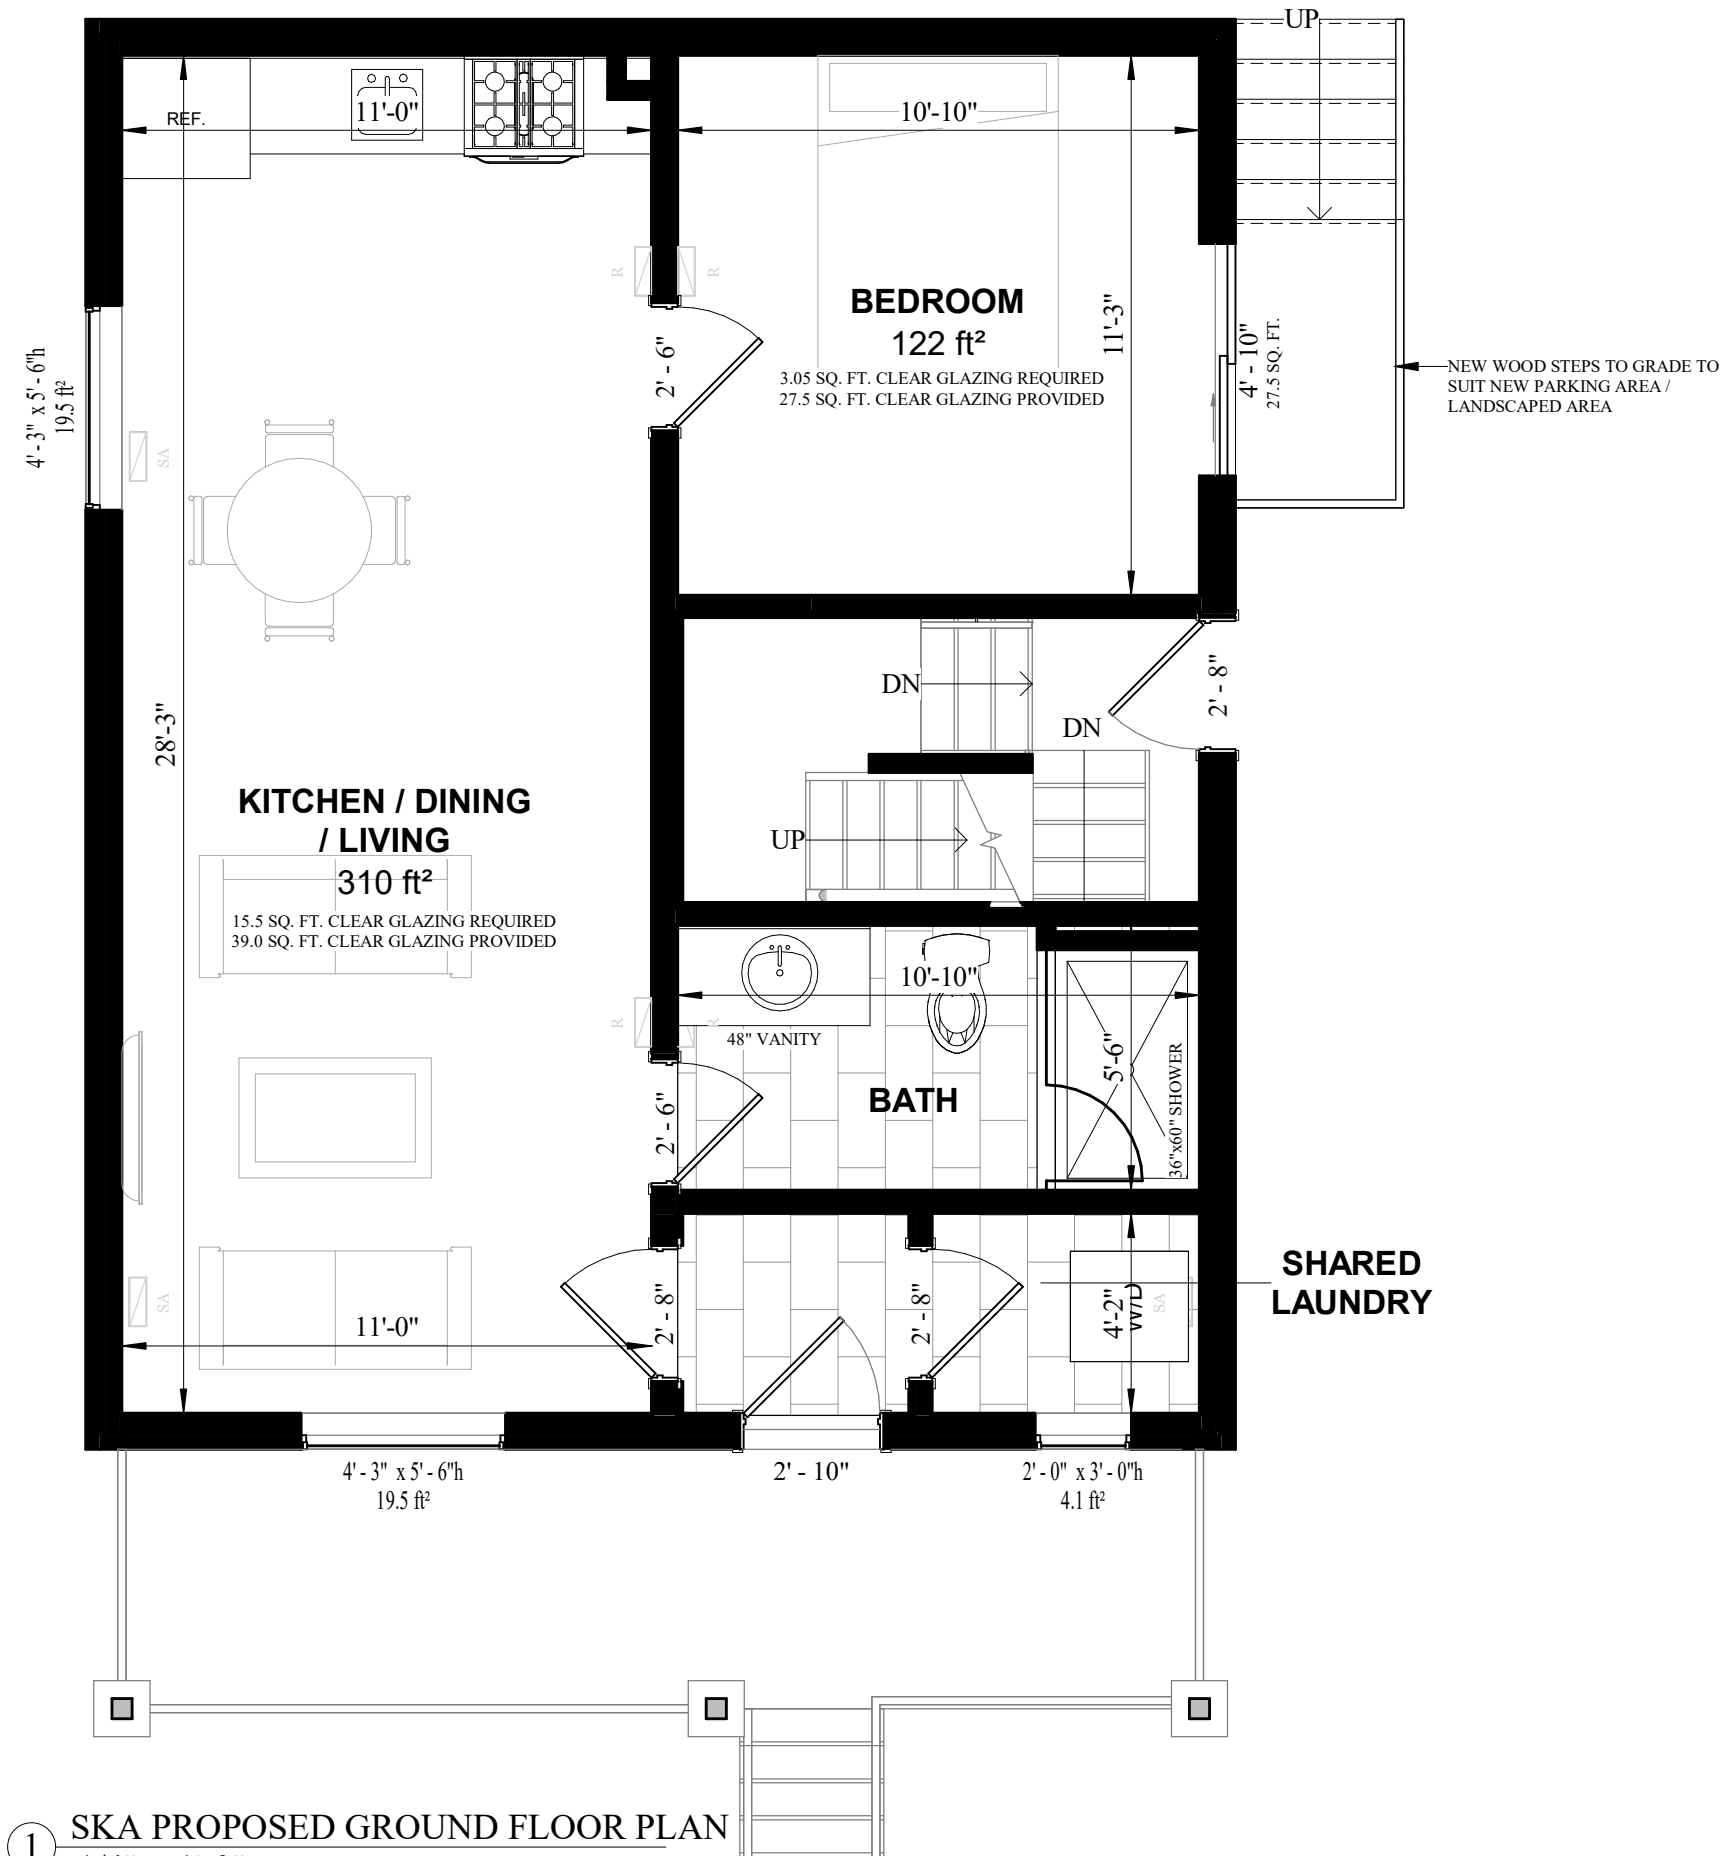 UP
11'-0"
10'-10"
REF.
R
R
BEDROOM
122 ft²
3.05 SQ. FT. CLEAR GLAZING REQUIRED
27.5 SQ. FT. CLEAR GLAZING PROVIDED
11'-3"
2' - 6"
4' - 10"
27.5 SQ. FT.
NEW WOOD STEPS TO GRADE TO
SUIT NEW PARKING AREA /
LANDSCAPED AREA
4' - 3" x 5' - 6"h
19.5 ft²
SA
DN
DN
2' - 8"
28'-3"
UP
KITCHEN / DINING
/ LIVING
310 ft²
15.5 SQ. FT. CLEAR GLAZING REQUIRED
39.0 SQ. FT. CLEAR GLAZING PROVIDED
10'-10"
R
R
48" VANITY
5'-6"
36"x60" SHOWER
BATH
2' - 6"
SHARED
LAUNDRY
SA
11'-0"
2' - 8"
2' - 8"
4'-2"
W/D
SA
4' - 3" x 5' - 6"h
19.5 ft²
2' - 10"
2' - 0" x 3' - 0"h
4.1 ft²
1
SKA PROPOSED GROUND FLOOR PLAN